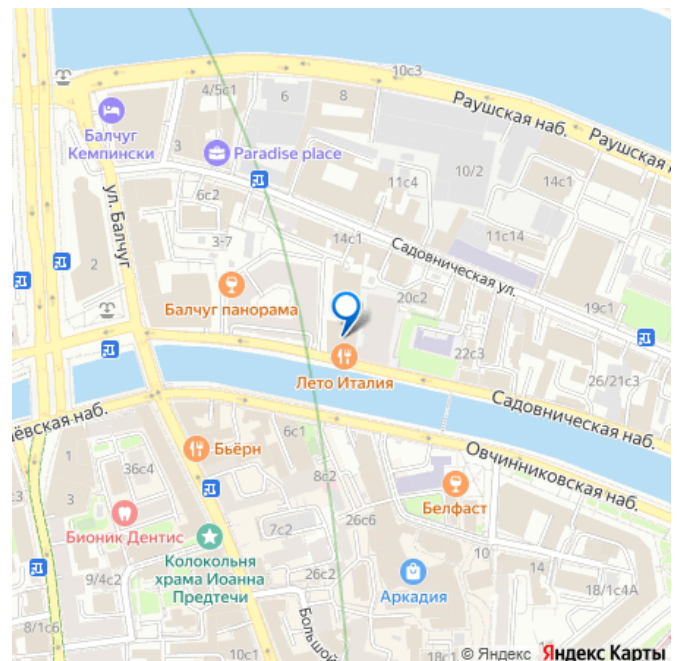 10с3
4/5с1
6
8
Раушская наб.
Раушская н
Балчуг
Кемпински
3
Paradise place
10/2
14с1
11с4
6с2
ул. Балчуг
3-7
14с1
Садовническая ул.
11с14
2
20с2
19с1
Балчуг панорама
22с3
26/21с3
Лето Италия
Садовническая наб.
лёвская наб.
6с1
Бьёрн
Овчинниковская наб.
1
36с4
8с2
Белфаст
3
26с6
Бионик Дентис
7с2
10
Колокольня
храма Иоанна
Предтечи
14
9/4с2
26с2
Аркадия
18/1с4А
Большой
8/1с6
10с1
18с1
© Яндекс Яндекс Карты